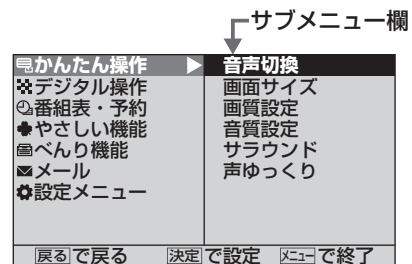 サブメニュー欄
かんたん操作
デジタル操作
番組表・予約
やさしい機能
べんり機能
メール
設定メニュー
音声切換
画面サイズ
画質設定
音質設定
サラウンド
声ゆっくり
戻る で戻る 決定 で設定 メニュー で終了